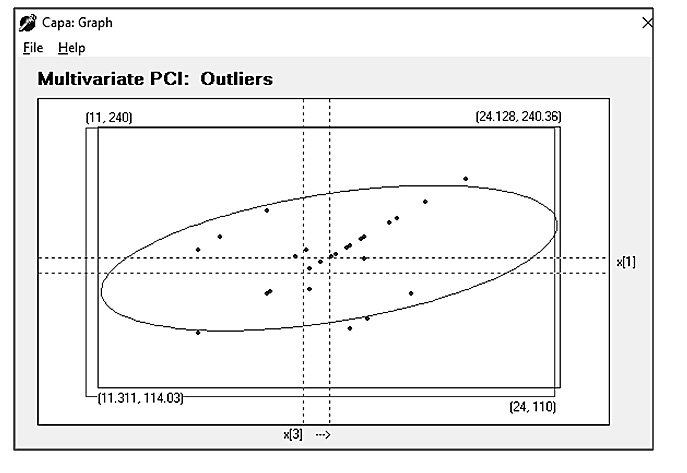 Capa: Graph
File Help
Multivariate PCI: Outliers
(11, 240)
(24.128, 240.36)
x[1]
(11.311, 114.03)
(24, 110)
x[3] --->